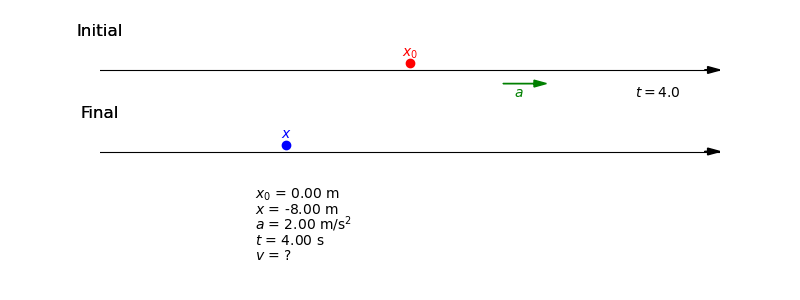 Initial
x₀
a
t = 4.0
Final
x
x₀ = 0.00 m
x = -8.00 m
a = 2.00 m/s²
t = 4.00 s
v = ?